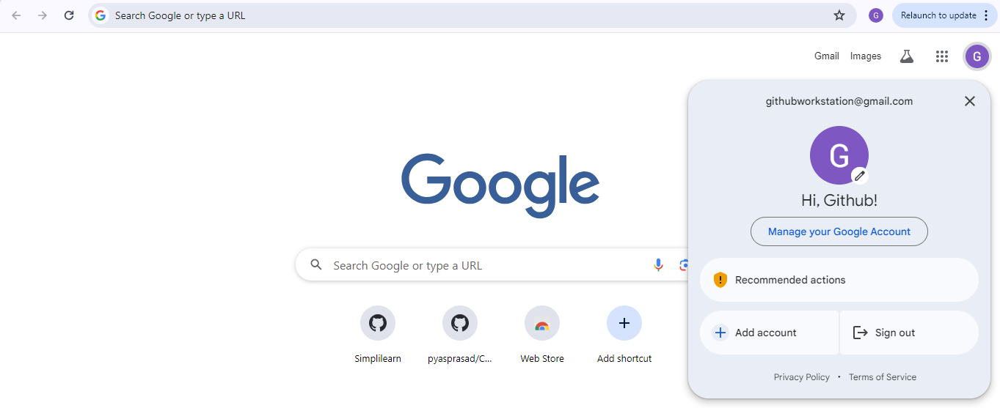 Search Google or type a URL
G
Relaunch to update
Gmail Images
G
githubworkstation@gmail.com
G
Hi, Github!
Manage your Google Account
Google
Search Google or type a URL
Recommended actions
Simplilearn
pyasprasad/C...
Web Store
Add shortcut
Add account
Sign out
Privacy Policy • Terms of Service